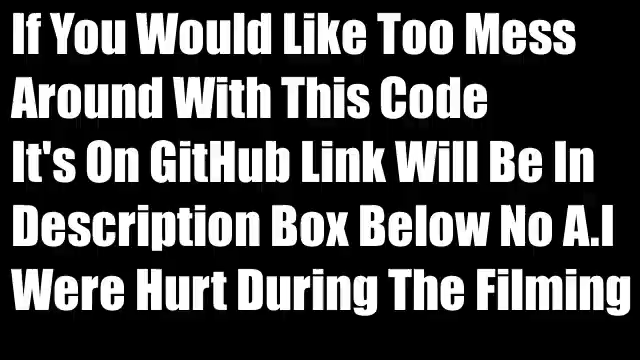 If You Would Like Too Mess
Around With This Code
It's On GitHub Link Will Be In
Description Box Below No A.I
Were Hurt During The Filming